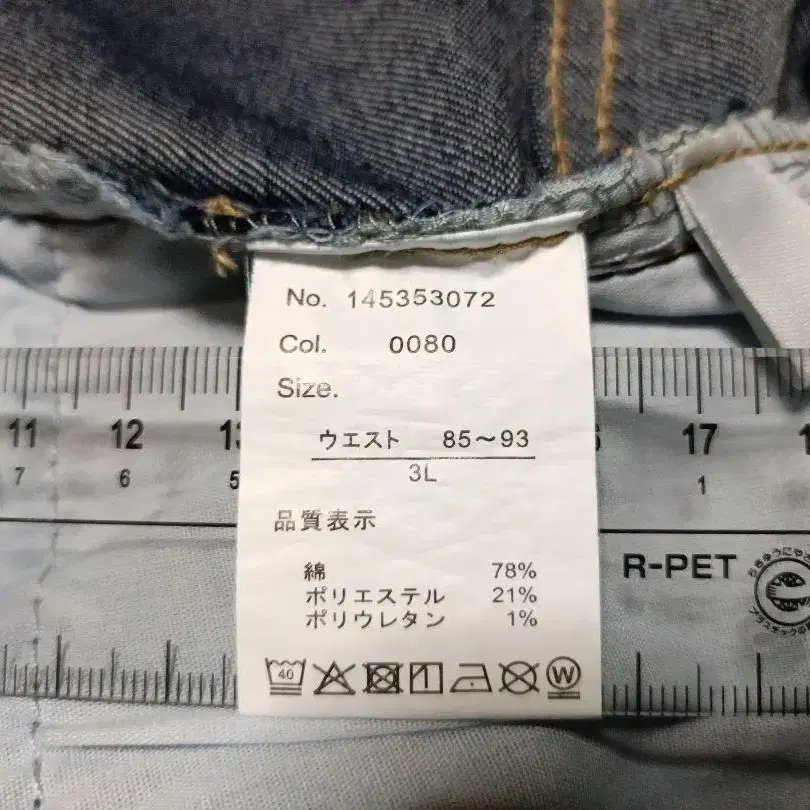 No. 145353072
Col. 0080
Size.
ウエスト 85~93
3L
品質表示
綿 78%
ポリエステル 21%
ポリウレタン 1%
40
W
11 12 17
7 6 5 1
R-PET